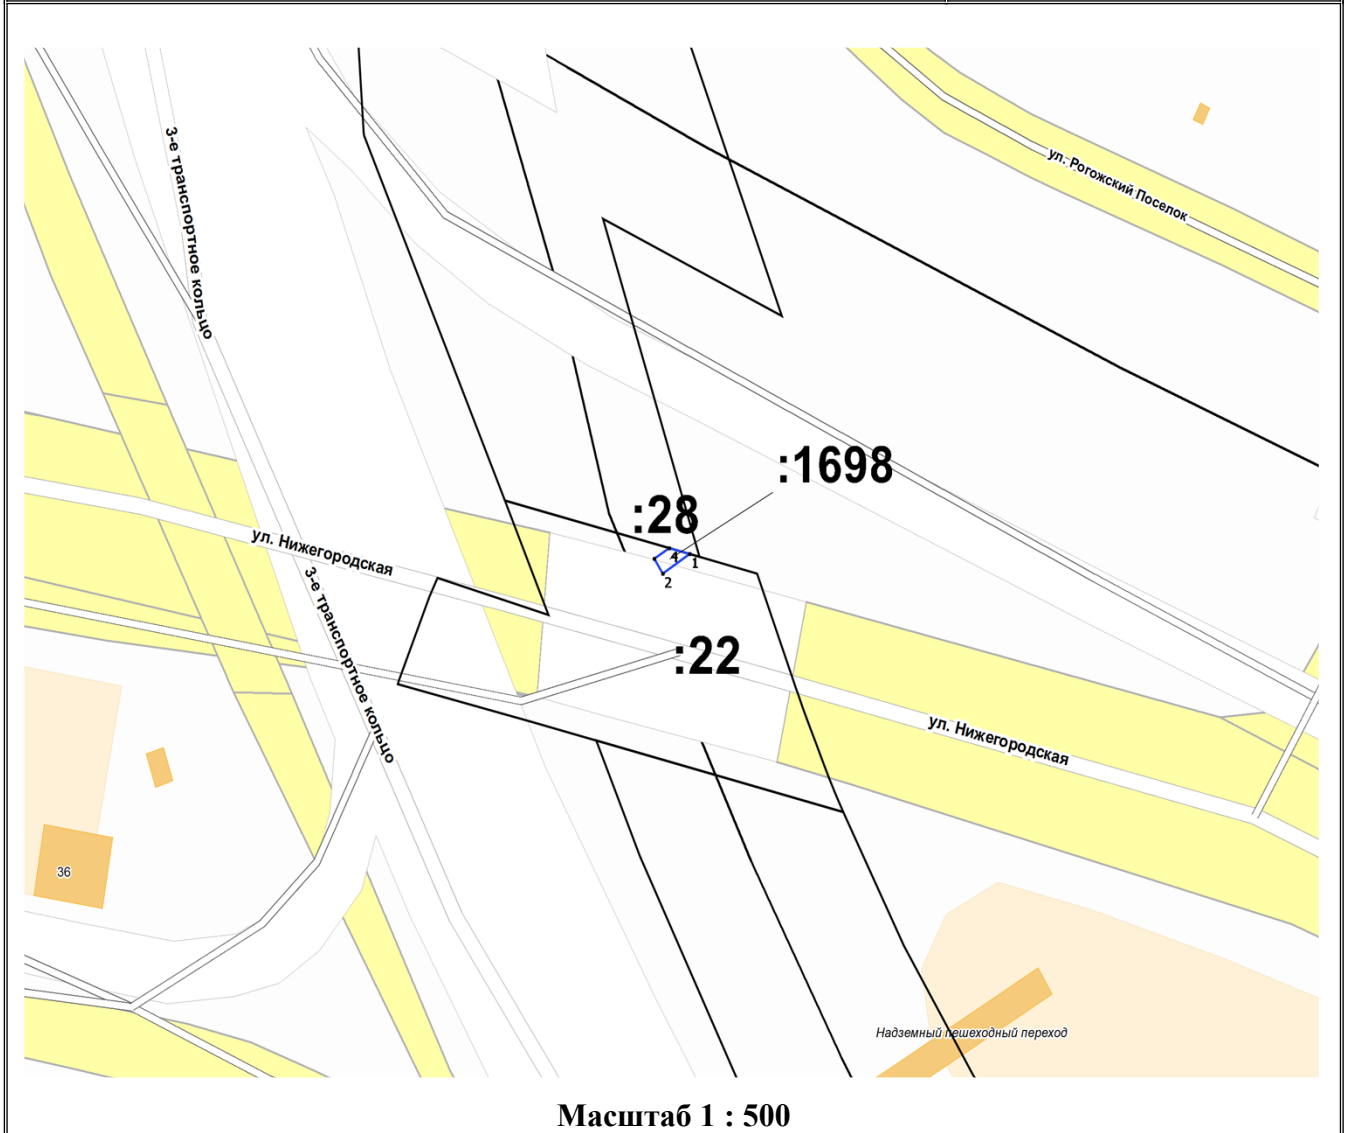 3-е транспортное кольцо
ул. Рогожский Поселок
:1698
:28
ул. Нижегородская
4
1
2
3-е транспортное кольцо
:22
ул. Нижегородская
36
Надземный пешеходный переход
Масштаб 1 : 500